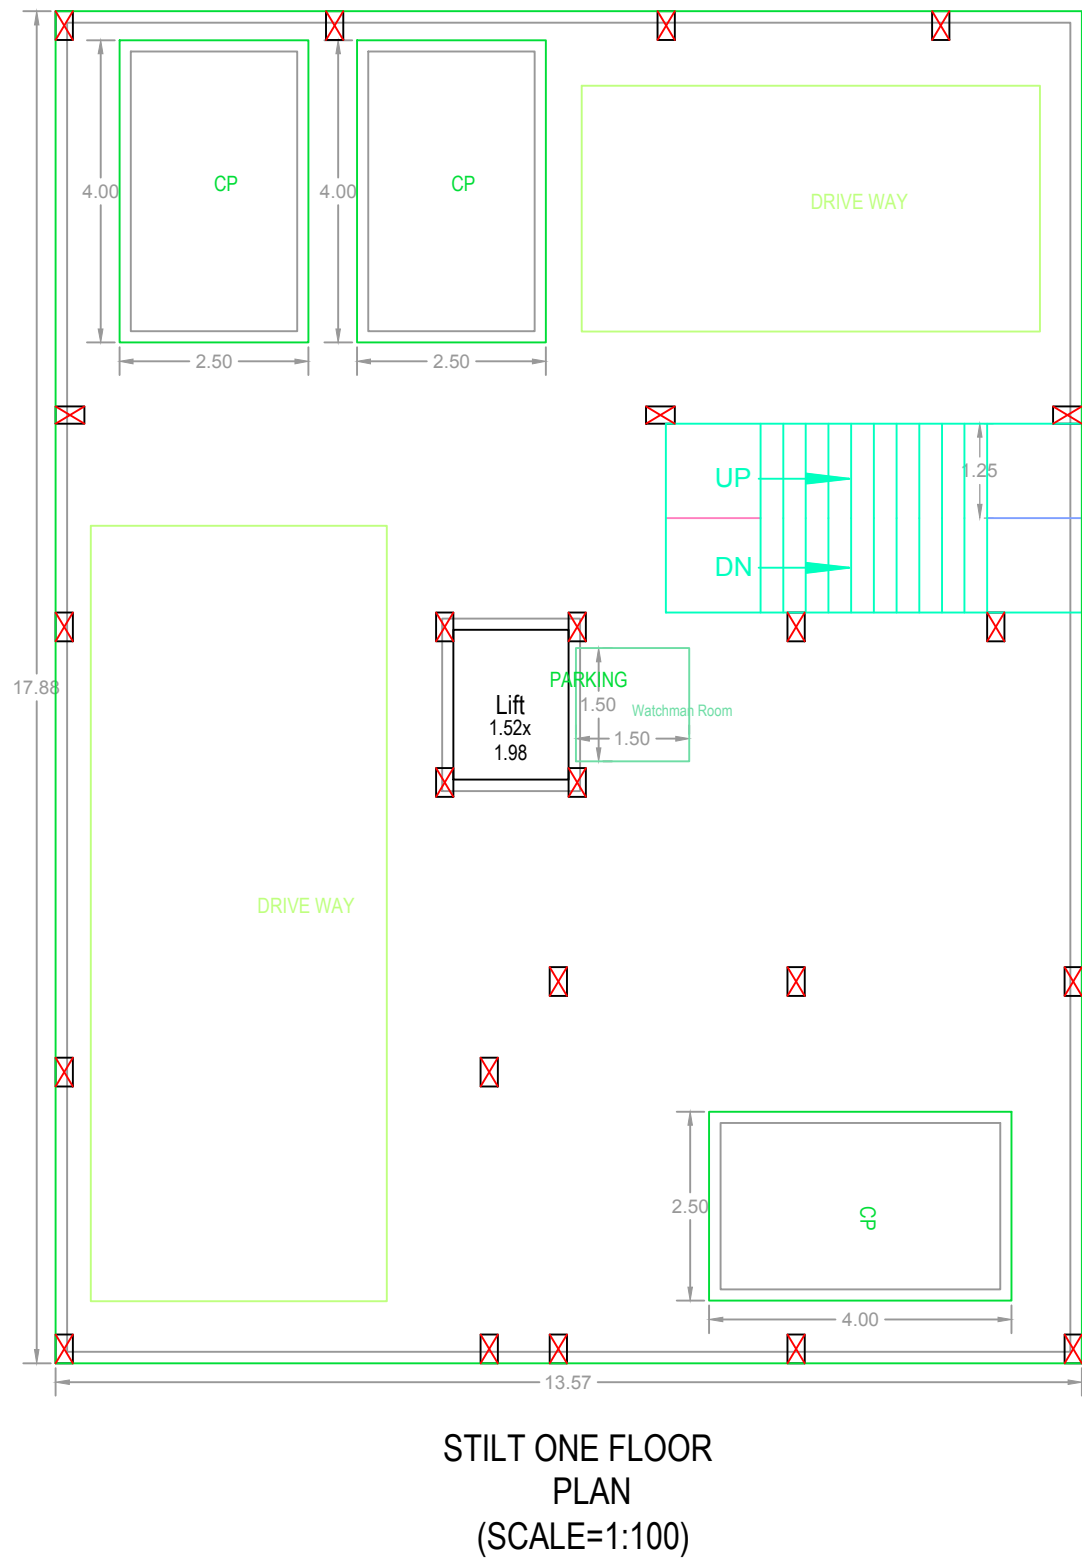 4.00
CP
4.00
CP
DRIVE WAY
2.50
2.50
UP
1.25
DN
17.88
PARKING
Lift
1.52x
1.98
1.50
Watchman Room
1.50
DRIVE WAY
2.50
CP
4.00
13.57
STILT ONE FLOOR
PLAN
(SCALE=1:100)